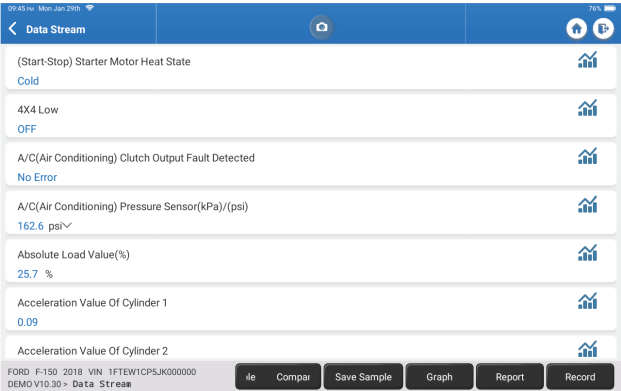 09:45 PM Mon Jan 29th 76%
Data Stream
(Start-Stop) Starter Motor Heat State
Cold
4X4 Low
OFF
A/C(Air Conditioning) Clutch Output Fault Detected
No Error
A/C(Air Conditioning) Pressure Sensor(kPa)/(psi)
162.6 psi
Absolute Load Value(%)
25.7 %
Acceleration Value Of Cylinder 1
0.09
Acceleration Value Of Cylinder 2
FORD F-150 2018 VIN 1FTEW1CP5JK000000
DEMO V10.30 > Data Stream
Save Sample Graph Report Record